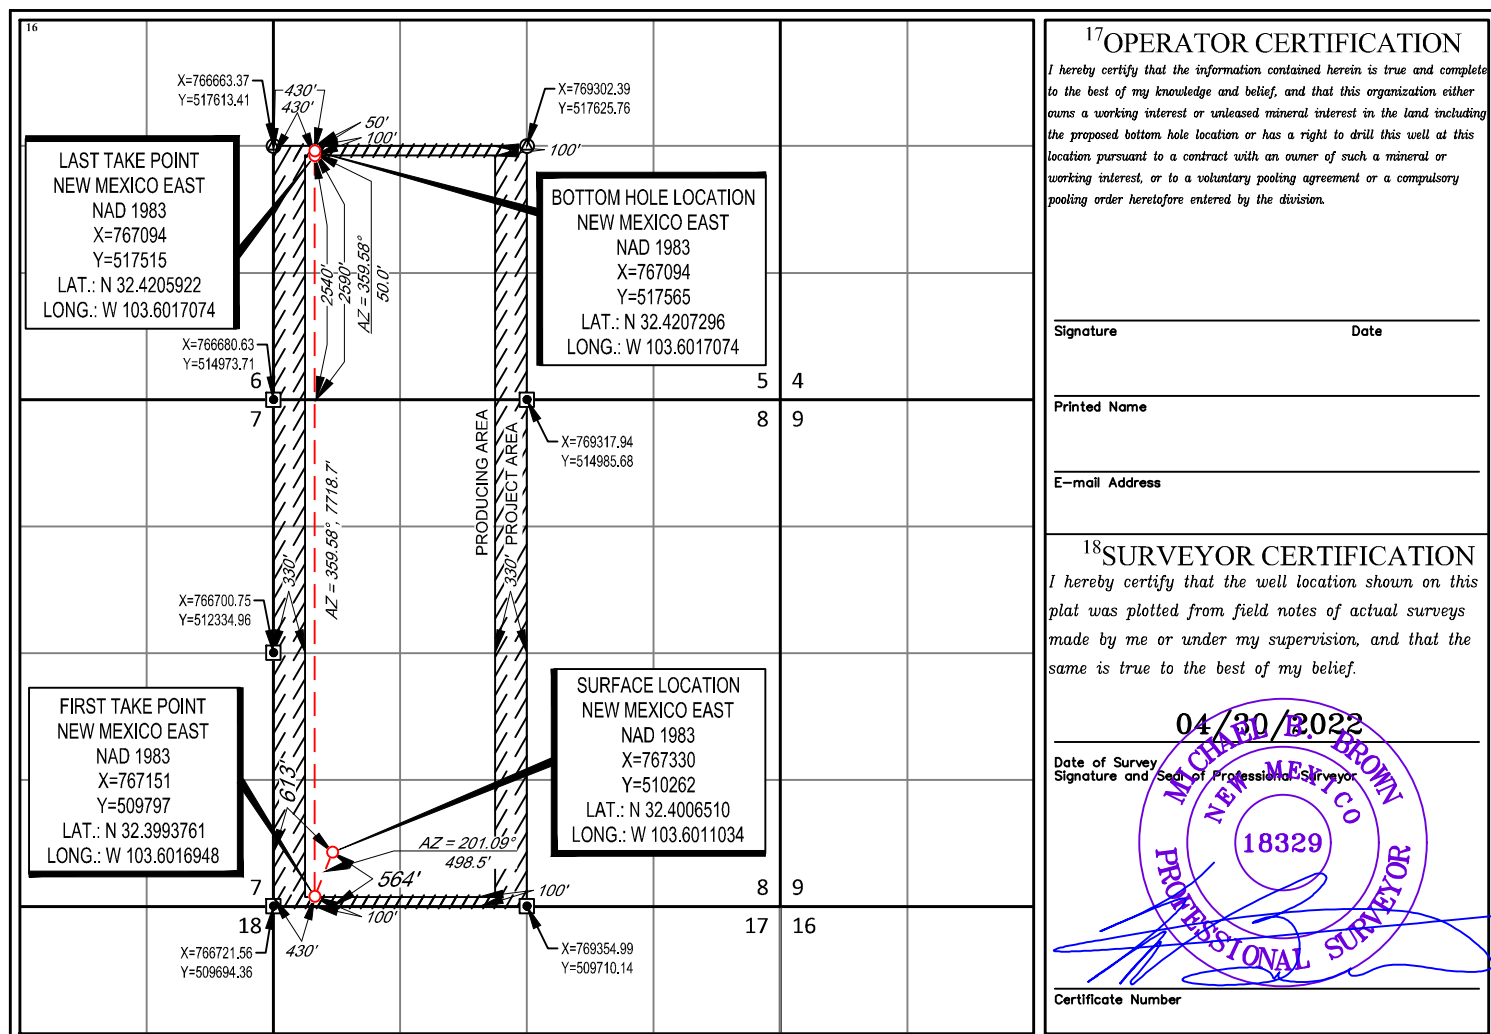 16
X=766663.37
Y=517613.41
430'
430'
50'
100'
X=769302.39
Y=517625.76
100'
LAST TAKE POINT
NEW MEXICO EAST
NAD 1983
X=767094
Y=517515
LAT.: N 32.4205922
LONG.: W 103.6017074
BOTTOM HOLE LOCATION
NEW MEXICO EAST
NAD 1983
X=767094
Y=517565
LAT.: N 32.4207296
LONG.: W 103.6017074
2540'
2590'
AZ = 359.58°
50.0'
X=766680.63
Y=514973.71
6
5
4
7
8
9
X=769317.94
Y=514985.68
PRODUCING AREA
PROJECT AREA
AZ = 359.58°, 7718.7'
330'
330'
X=766700.75
Y=512334.96
FIRST TAKE POINT
NEW MEXICO EAST
NAD 1983
X=767151
Y=509797
LAT.: N 32.3993761
LONG.: W 103.6016948
SURFACE LOCATION
NEW MEXICO EAST
NAD 1983
X=767330
Y=510262
LAT.: N 32.4006510
LONG.: W 103.6011034
613'
AZ = 201.09°
498.5'
564'
100'
100'
430'
7
8
9
18
17
16
X=766721.56
Y=509694.36
X=769354.99
Y=509710.14
17OPERATOR CERTIFICATION
I hereby certify that the information contained herein is true and complete
to the best of my knowledge and belief, and that this organization either
owns a working interest or unleased mineral interest in the land including
the proposed bottom hole location or has a right to drill this well at this
location pursuant to a contract with an owner of such a mineral or
working interest, or to a voluntary pooling agreement or a compulsory
pooling order heretofore entered by the division.
Signature Date
Printed Name
E-mail Address
18SURVEYOR CERTIFICATION
I hereby certify that the well location shown on this
plat was plotted from field notes of actual surveys
made by me or under my supervision, and that the
same is true to the best of my belief.
04/30/2022
Date of Survey
Signature and Seal of Professional Surveyor
MICHAEL B. BROWN
NEW MEXICO
18329
PROFESSIONAL SURVEYOR
Certificate Number